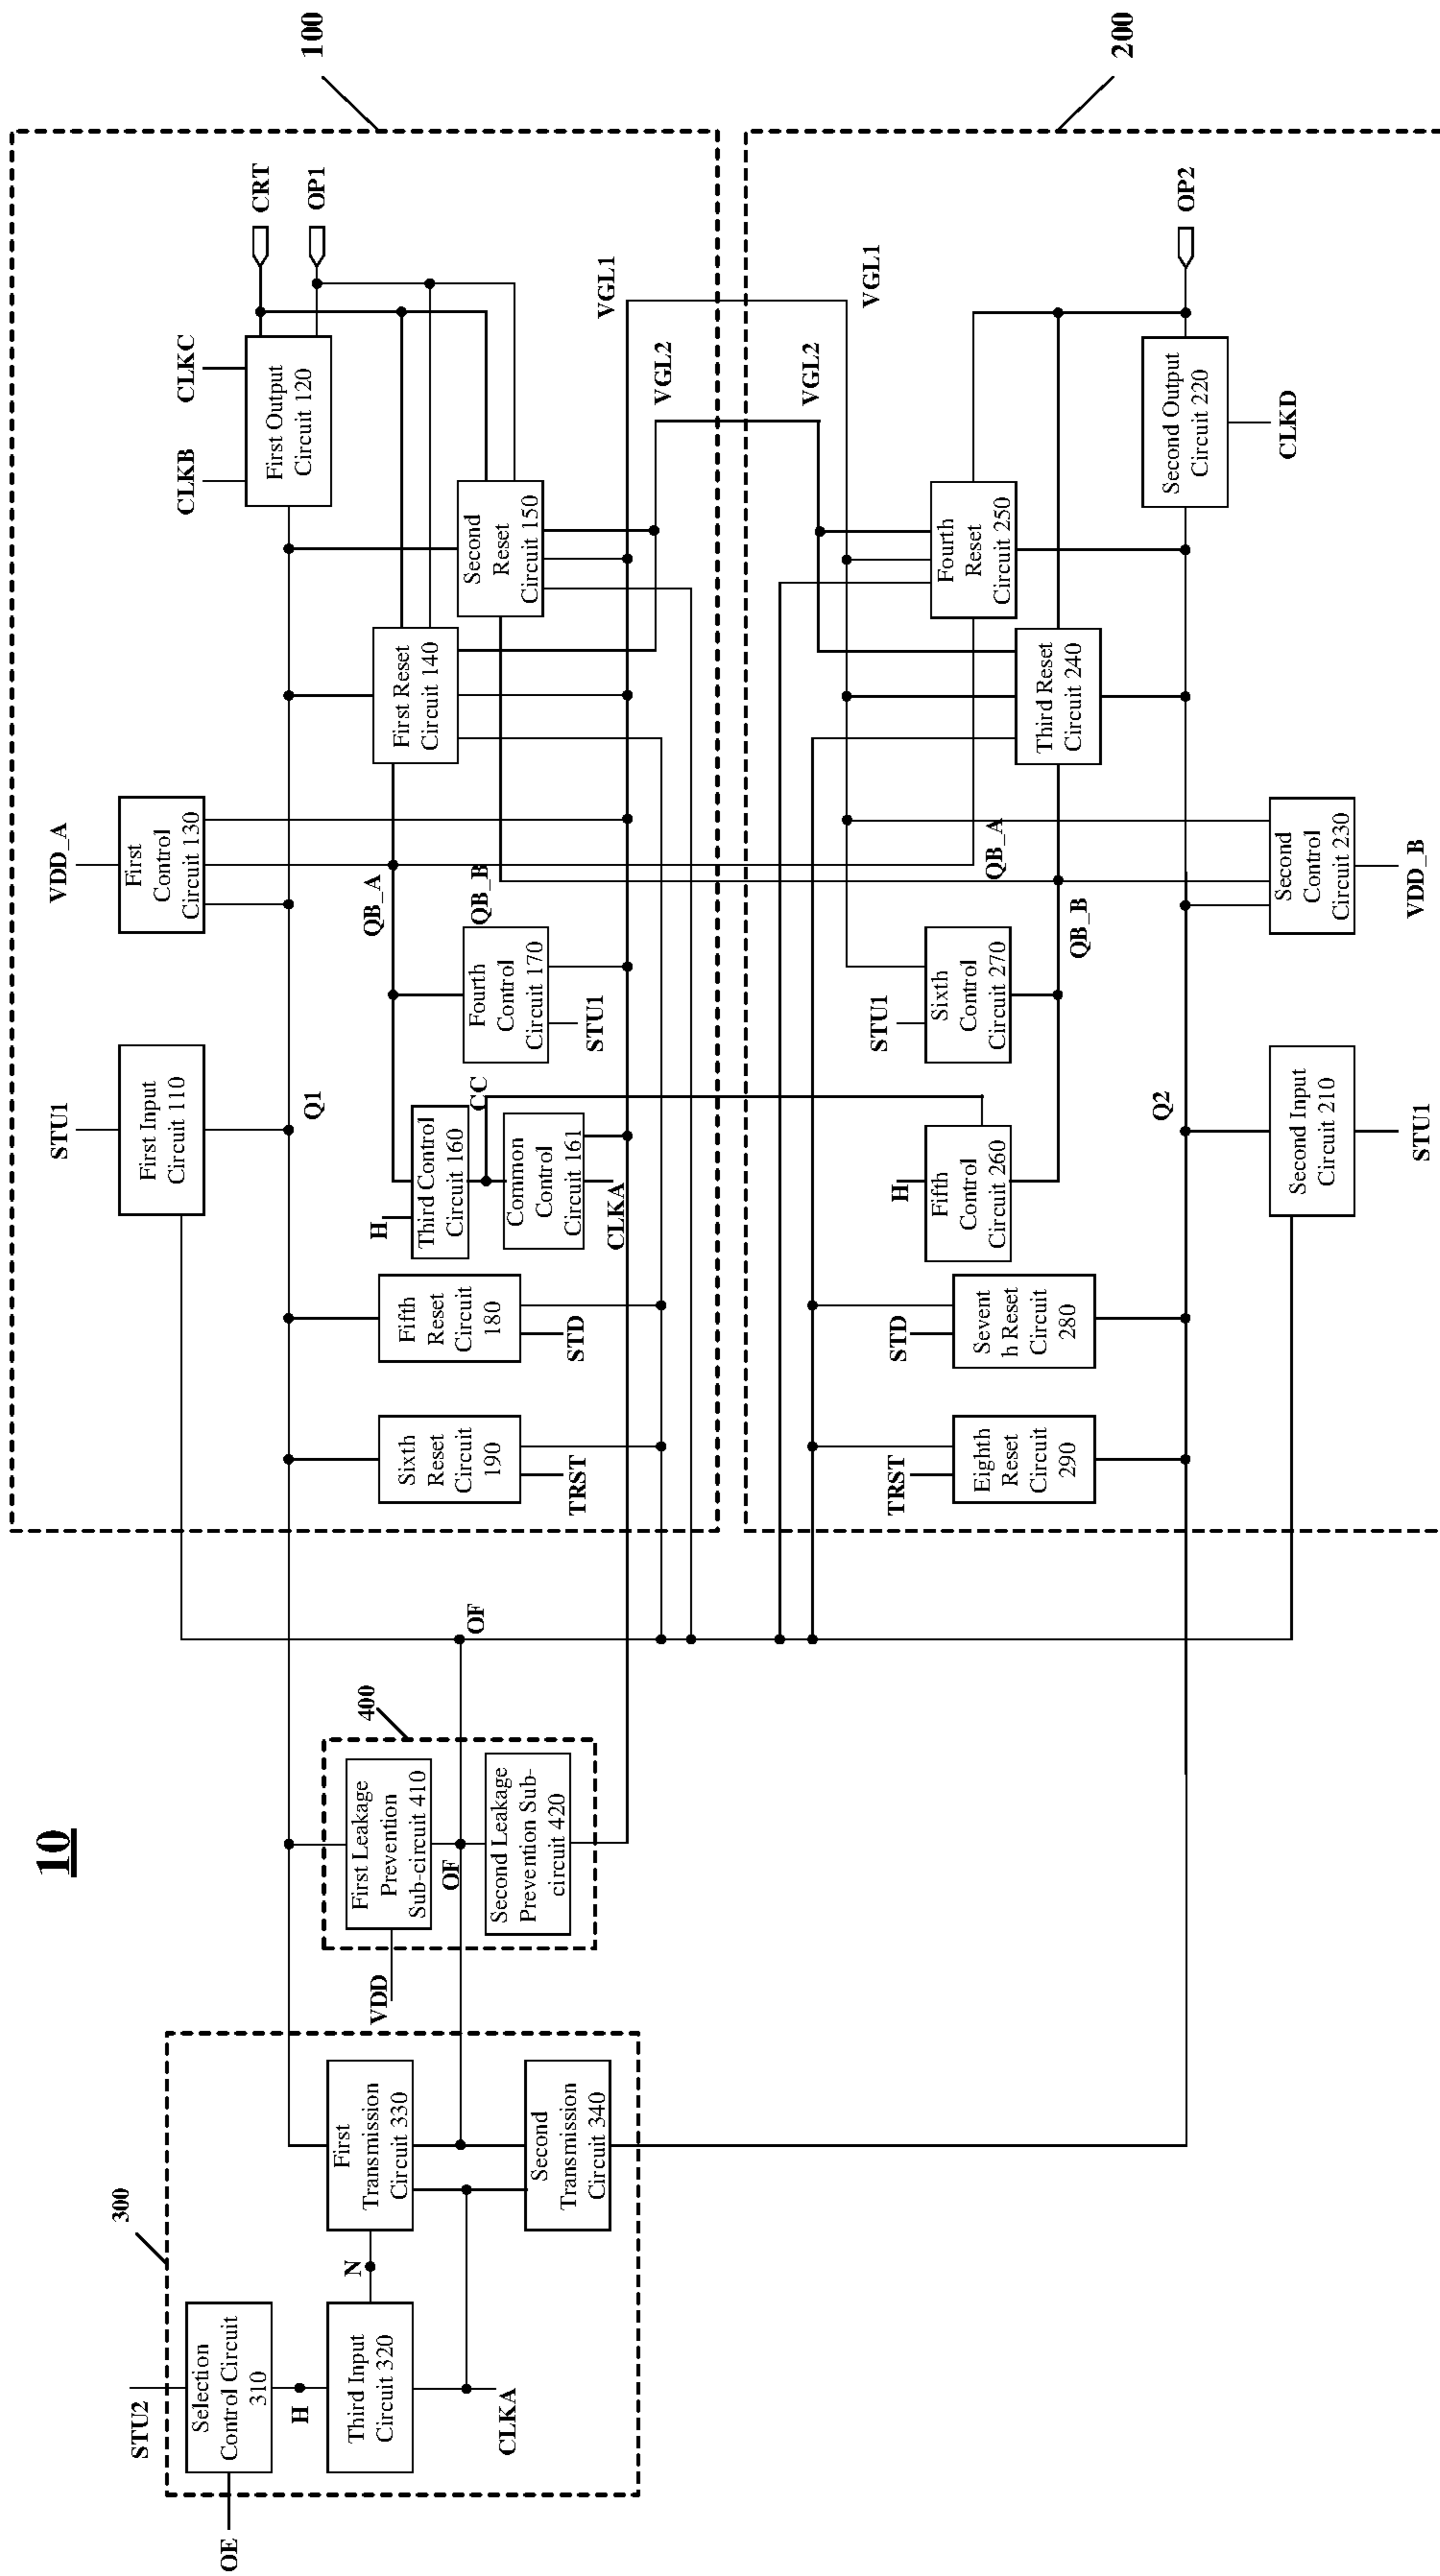 10
100
200
300
400
STU2
OE
Selection
Control Circuit
310
H
Third Input
Circuit 320
N
CLKA
First
Transmission
Circuit 330
Second
Transmission
Circuit 340
VDD
First Leakage
Prevention
Sub-circuit 410
OF
Second Leakage
Prevention Sub-
circuit 420
OF
STU1
First Input
Circuit 110
Q1
VDD_A
First
Control
Circuit 130
CLKB
CLKC
First Output
Circuit 120
CRT
OP1
Sixth
Reset
Circuit
190
TRST
Fifth
Reset
Circuit
180
STD
H
Third Control
Circuit 160
CC
Common
Control
Circuit 161
CLKA
QB_A
Fourth
Control
Circuit 170
STU1
QB_B
First Reset
Circuit 140
Second
Reset
Circuit 150
VGL1
VGL2
VGL2
VGL1
TRST
Eighth
Reset
Circuit
290
STD
Sevent
h Reset
Circuit
280
H
Fifth
Control
Circuit 260
STU1
Sixth
Control
Circuit 270
QB_A
QB_B
Third Reset
Circuit 240
Fourth
Reset
Circuit 250
Q2
Second Input
Circuit 210
STU1
Second
Control
Circuit 230
VDD_B
Second Output
Circuit 220
CLKD
OP2